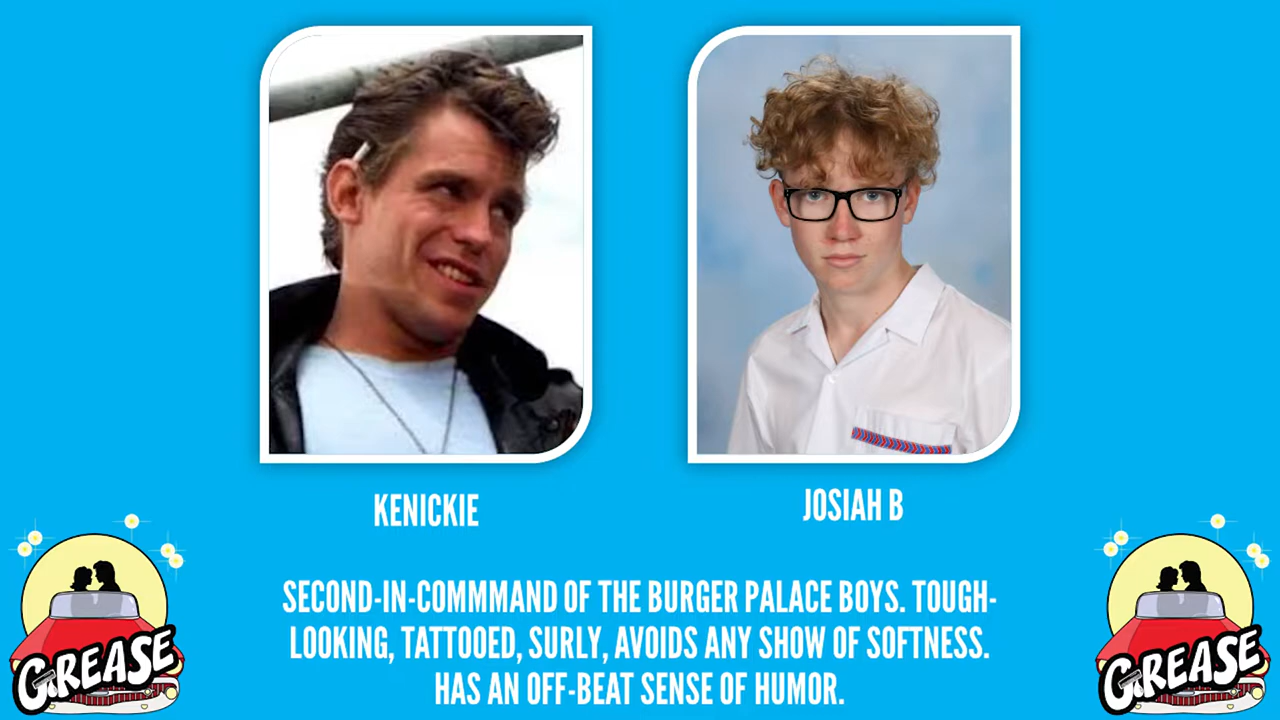 KENICKIE
JOSIAH B
SECOND-IN-COMMMAND OF THE BURGER PALACE BOYS. TOUGH-
LOOKING, TATTOOED, SURLY, AVOIDS ANY SHOW OF SOFTNESS.
HAS AN OFF-BEAT SENSE OF HUMOR.
GREASE
GREASE